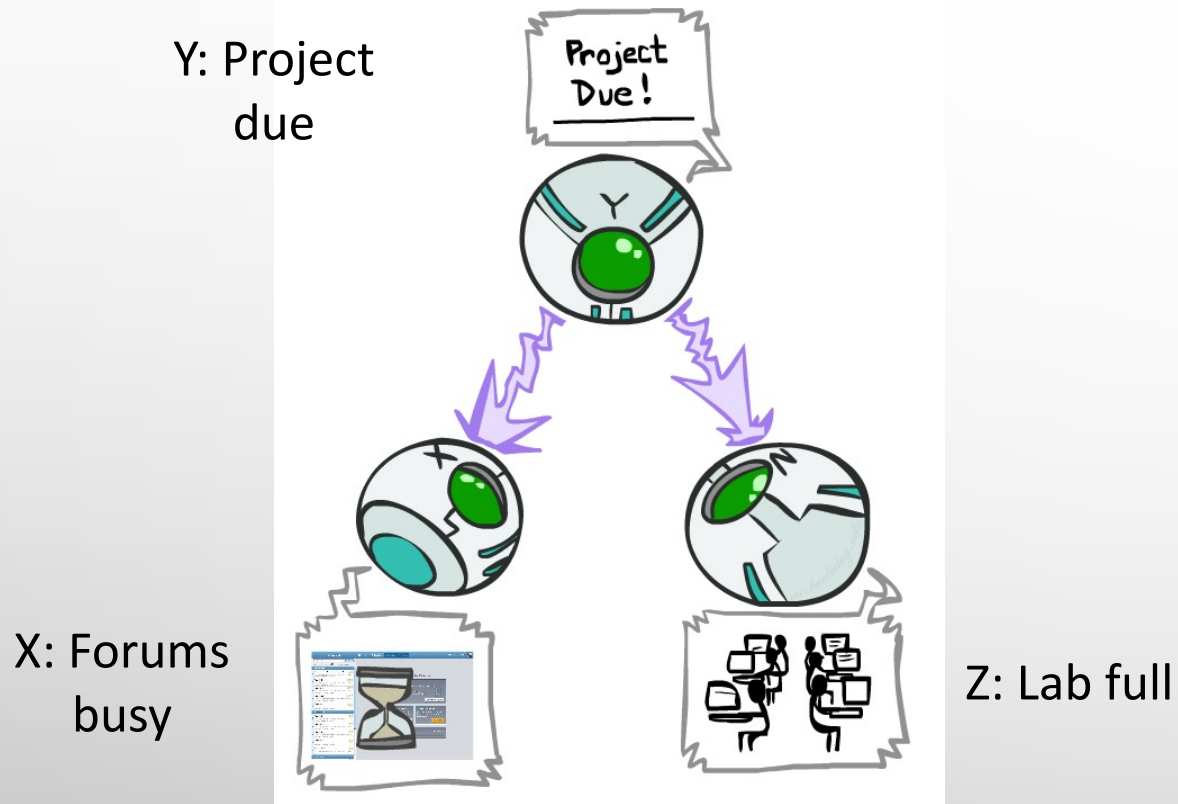 Y: Project
due
Project
Due!
Y
X
Z
X: Forums
busy
Z: Lab full